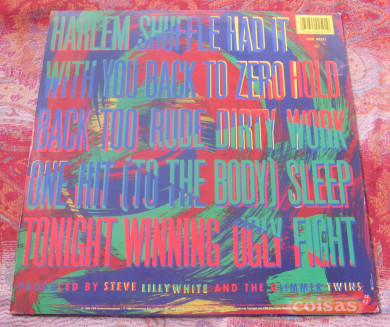 HARLEM SHUFFLE HAD IT
WITH YOU BACK TO ZERO HOLD
BACK TOO RUDE DIRTY WORK
ONE HIT (TO THE BODY) SLEEP
TONIGHT WINNING UGLY FIGHT
PRODUCED BY STEVE LILLYWHITE AND THE GLIMMER TWINS
coisas